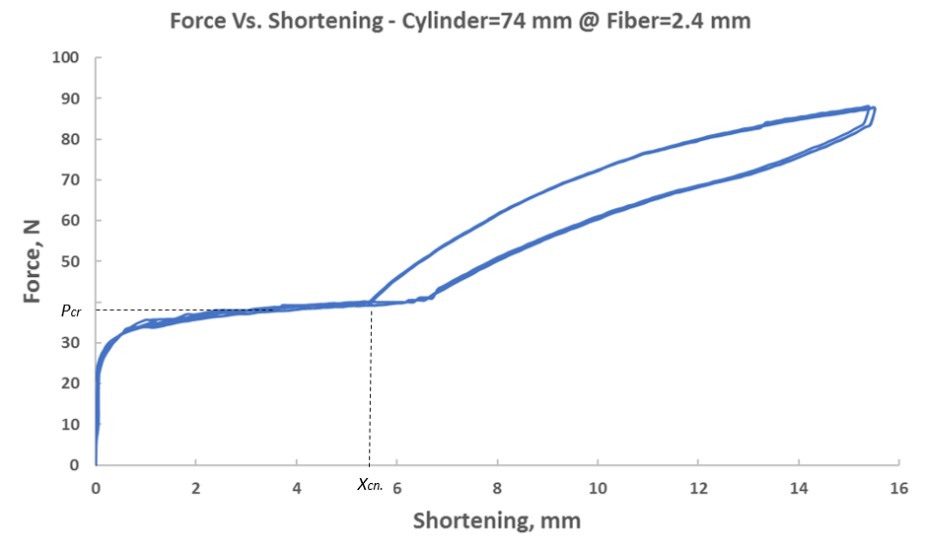 Force Vs. Shortening - Cylinder=74 mm @ Fiber=2.4 mm
100
90
80
70
60
50
Pcr
30
20
10
0
0 2 4 Xcn. 6 8 10 12 14 16
Force, N
Shortening, mm